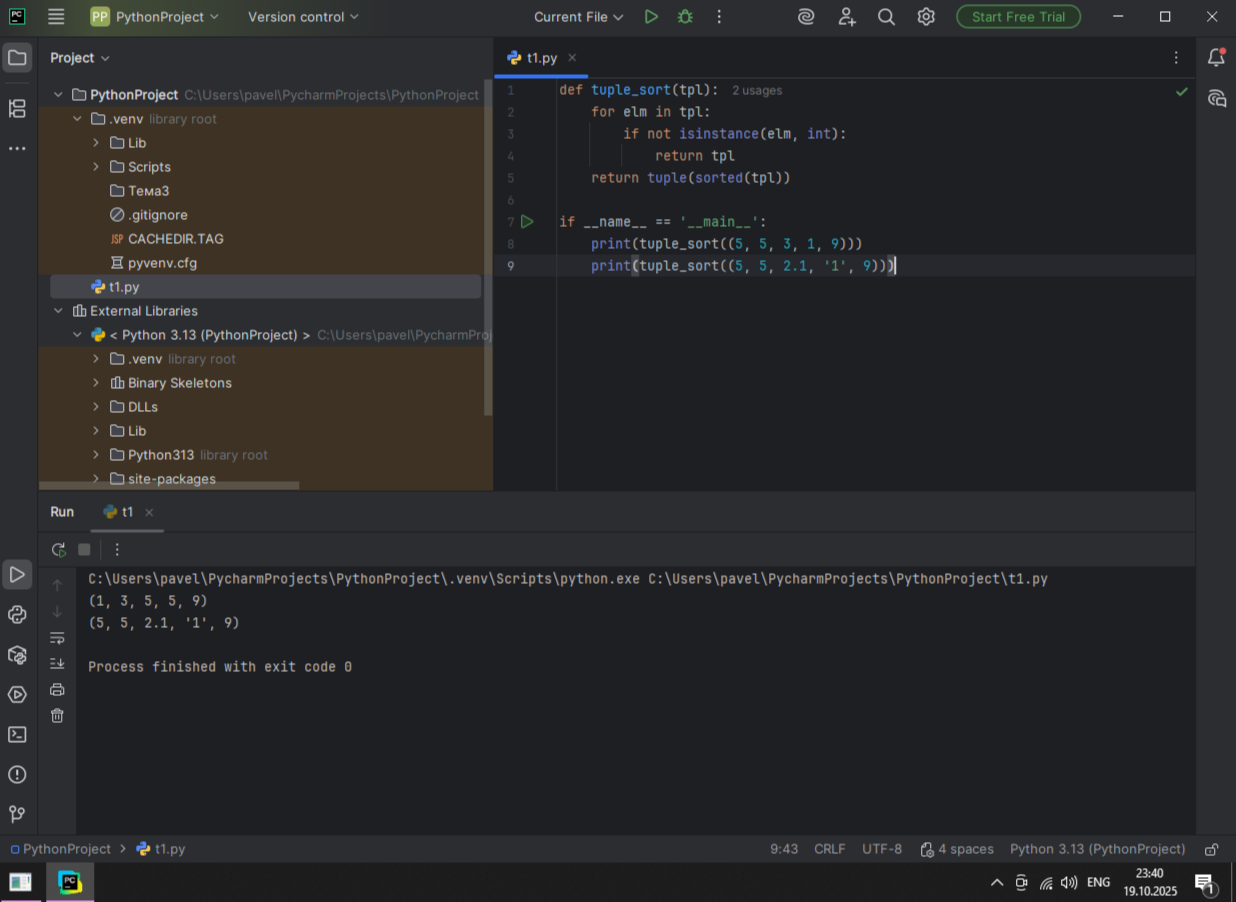 PC
PP PythonProject Version control Current File Start Free Trial
Project
t1.py
PythonProject C:\Users\pavel\PycharmProjects\PythonProject
.venv library root
Lib
Scripts
Тема3
.gitignore
JSP CACHEDIR.TAG
pyvenv.cfg
t1.py
External Libraries
< Python 3.13 (PythonProject) > C:\Users\pavel\PycharmProj
.venv library root
Binary Skeletons
DLLs
Lib
Python313 library root
site-packages
1 def tuple_sort(tpl): 2 usages
2 for elm in tpl:
3 if not isinstance(elm, int):
4 return tpl
5 return tuple(sorted(tpl))
6
7 if __name__ == '__main__':
8 print(tuple_sort((5, 5, 3, 1, 9)))
9 print(tuple_sort((5, 5, 2.1, '1', 9)))
Run t1
C:\Users\pavel\PycharmProjects\PythonProject\.venv\Scripts\python.exe C:\Users\pavel\PycharmProjects\PythonProject\t1.py
(1, 3, 5, 5, 9)
(5, 5, 2.1, '1', 9)
Process finished with exit code 0
PythonProject > t1.py 9:43 CRLF UTF-8 4 spaces Python 3.13 (PythonProject)
PC ENG 23:40 1
19.10.2025